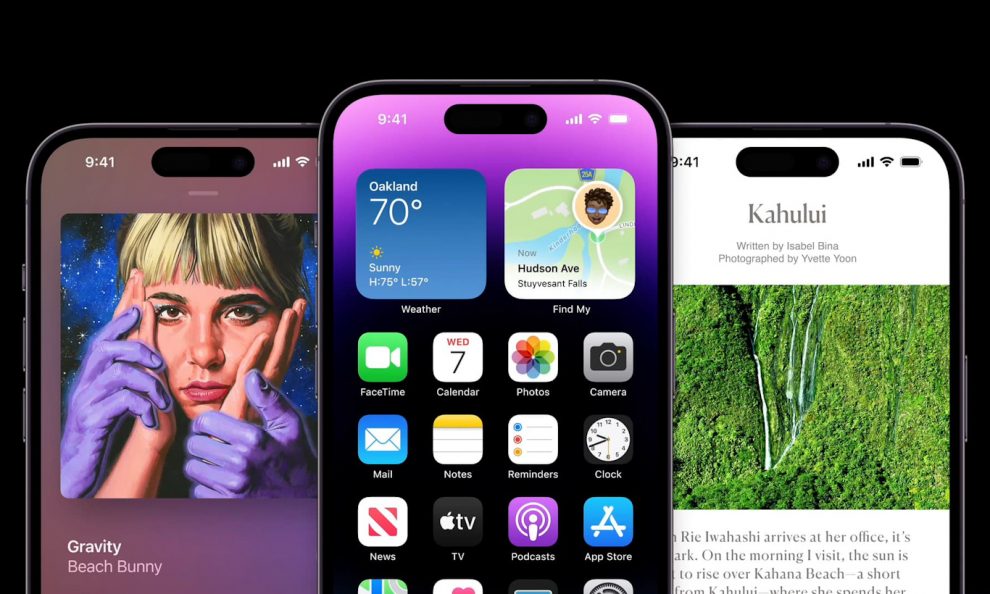 9:41
Gravity
Beach Bunny
9:41
Oakland
70°
Sunny
H:75° L:57°
Weather
25A
Kinderho
LINDE
Now
Hudson Ave
Stuyvesant Falls
Find My
FaceTime
WED
7
Calendar
Photos
Camera
Mail
Notes
Reminders
Clock
News
tv
TV
Podcasts
App Store
9:41
Kahului
Written by Isabel Bina
Photographed by Yvette Yoon
Rie Iwahashi arrives at her office, it’s
ark. On the morning I visit, the sun is
t to rise over Kahana Beach—a short
from Kahului—where she spends her